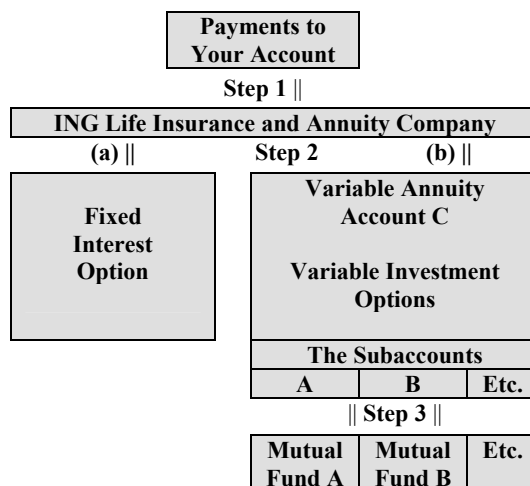 Payments to
Your Account
Step 1 ||
ING Life Insurance and Annuity Company
(a) || Step 2 (b) ||
Fixed
Interest
Option
Variable Annuity
Account C
Variable Investment
Options
The Subaccounts
A B Etc.
|| Step 3 ||
Mutual Mutual Etc.
Fund A Fund B